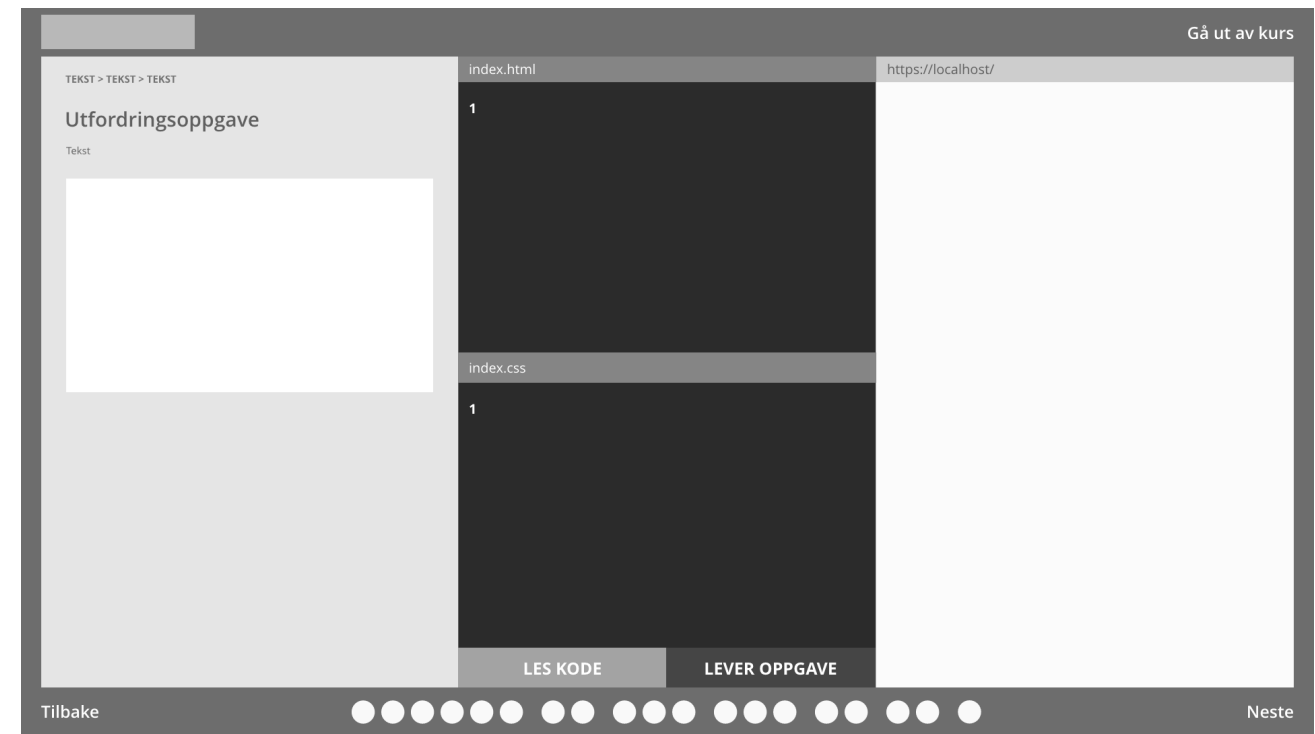 Gå ut av kurs
TEKST > TEKST > TEKST
Utfordringsoppgave
Tekst
index.html
1
index.css
1
LES KODE
LEVER OPPGAVE
https://localhost/
Tilbake
Neste